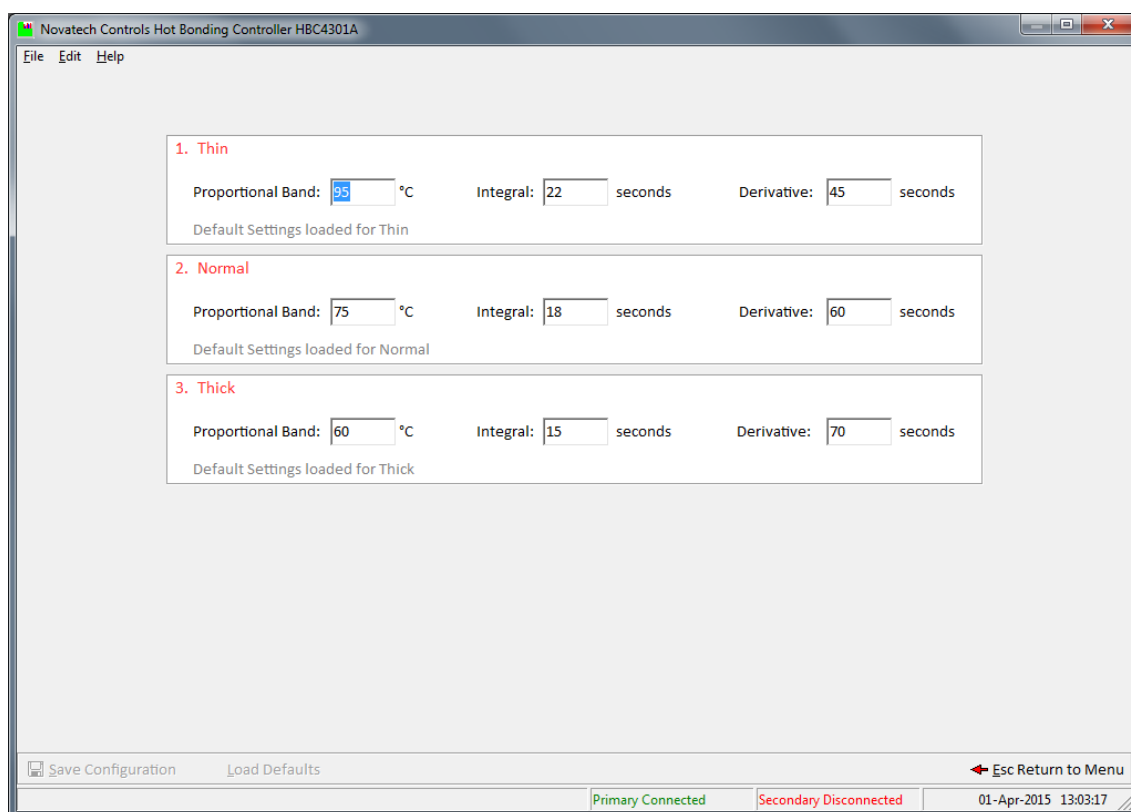 Novatech Controls Hot Bonding Controller HBC4301A
File Edit Help
1. Thin
Proportional Band: 95 °C Integral: 22 seconds Derivative: 45 seconds
Default Settings loaded for Thin
2. Normal
Proportional Band: 75 °C Integral: 18 seconds Derivative: 60 seconds
Default Settings loaded for Normal
3. Thick
Proportional Band: 60 °C Integral: 15 seconds Derivative: 70 seconds
Default Settings loaded for Thick
Save Configuration Load Defaults Esc Return to Menu
Primary Connected Secondary Disconnected 01-Apr-2015 13:03:17